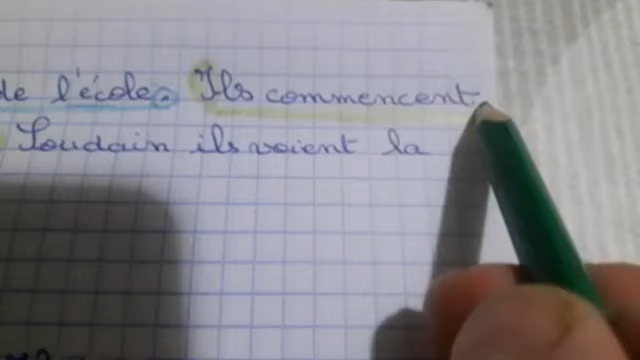 de l'école. Ils commencent
Soudain ils voient la